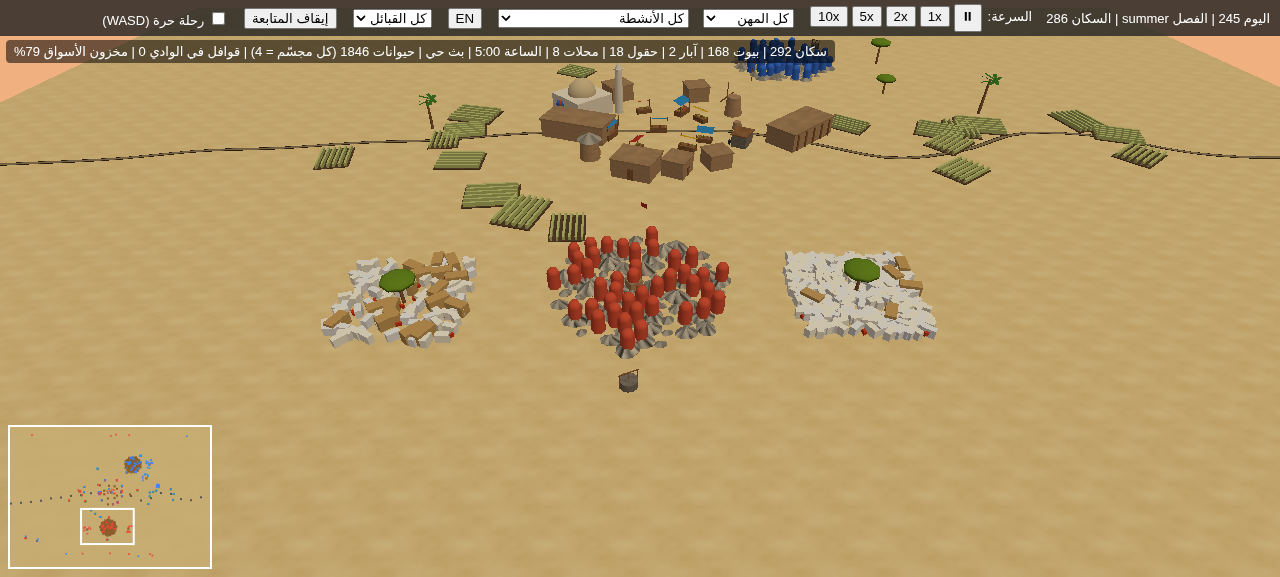 اليوم 245 | الفصل summer | السكان 286 السرعة: ⏸ 1x 2x 5x 10x كل المهن كل الأنشطة EN كل القبائل إيقاف المتابعة رحلة حرة (WASD)
سكان 292 | بيوت 168 | آبار 2 | حقول 18 | محلات 8 | الساعة 5:00 | بث حي | حيوانات 1846 (كل مجسّم = 4) | قوافل في الوادي 0 | مخزون الأسواق 79%